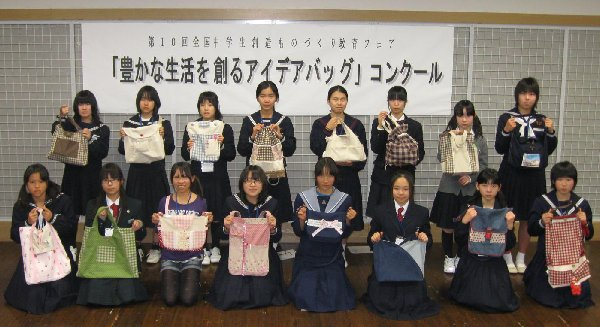 第10回全国中学生創造ものづくり教育フェア
「豊かな生活を創るアイデアバッグ」コンクール